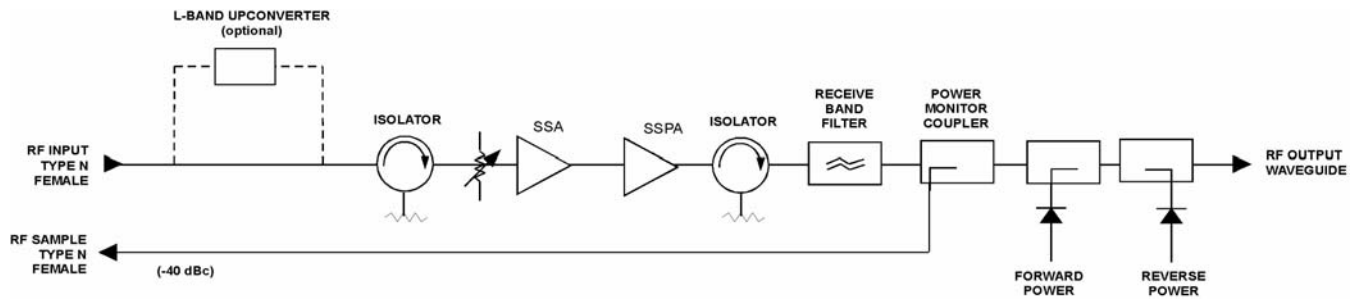 L-BAND UPCONVERTER
(optional)
RF INPUT
TYPE N
FEMALE
ISOLATOR
SSA
SSPA
ISOLATOR
RECEIVE
BAND
FILTER
POWER
MONITOR
COUPLER
RF OUTPUT
WAVEGUIDE
RF SAMPLE
TYPE N
FEMALE
(-40 dBc)
FORWARD
POWER
REVERSE
POWER